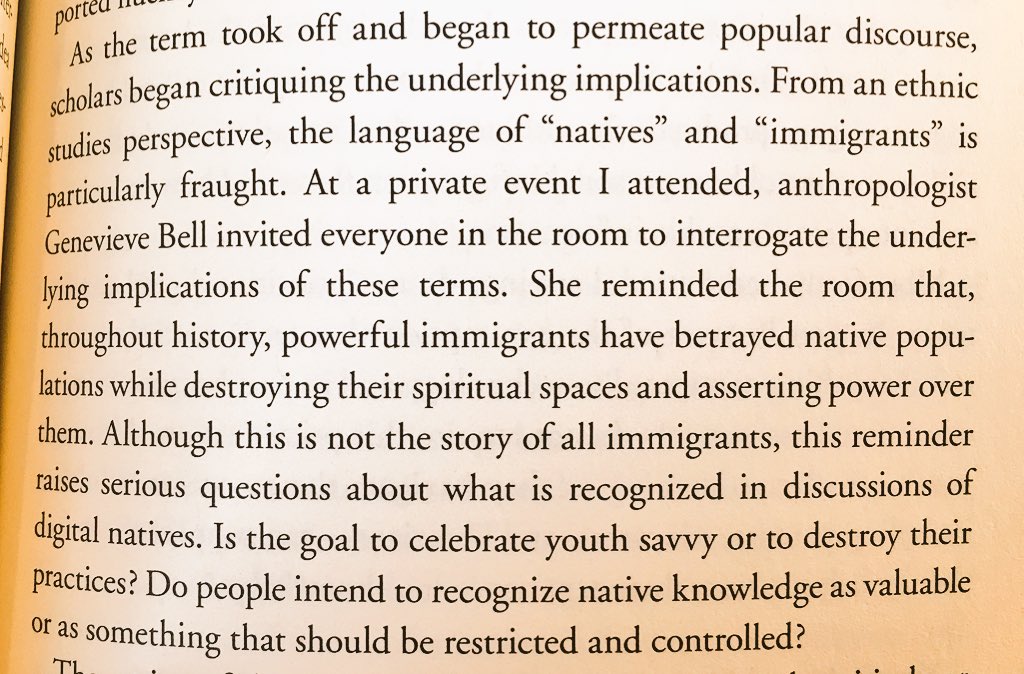 ported
As the term took off and began to permeate popular discourse,
scholars began critiquing the underlying implications. From an ethnic
studies perspective, the language of “natives” and “immigrants” is
particularly fraught. At a private event I attended, anthropologist
Genevieve Bell invited everyone in the room to interrogate the under-
lying implications of these terms. She reminded the room that,
throughout history, powerful immigrants have betrayed native popu-
lations while destroying their spiritual spaces and asserting power over
them. Although this is not the story of all immigrants, this reminder
raises serious questions about what is recognized in discussions of
digital natives. Is the goal to celebrate youth savvy or to destroy their
practices? Do people intend to recognize native knowledge as valuable
or as something that should be restricted and controlled?